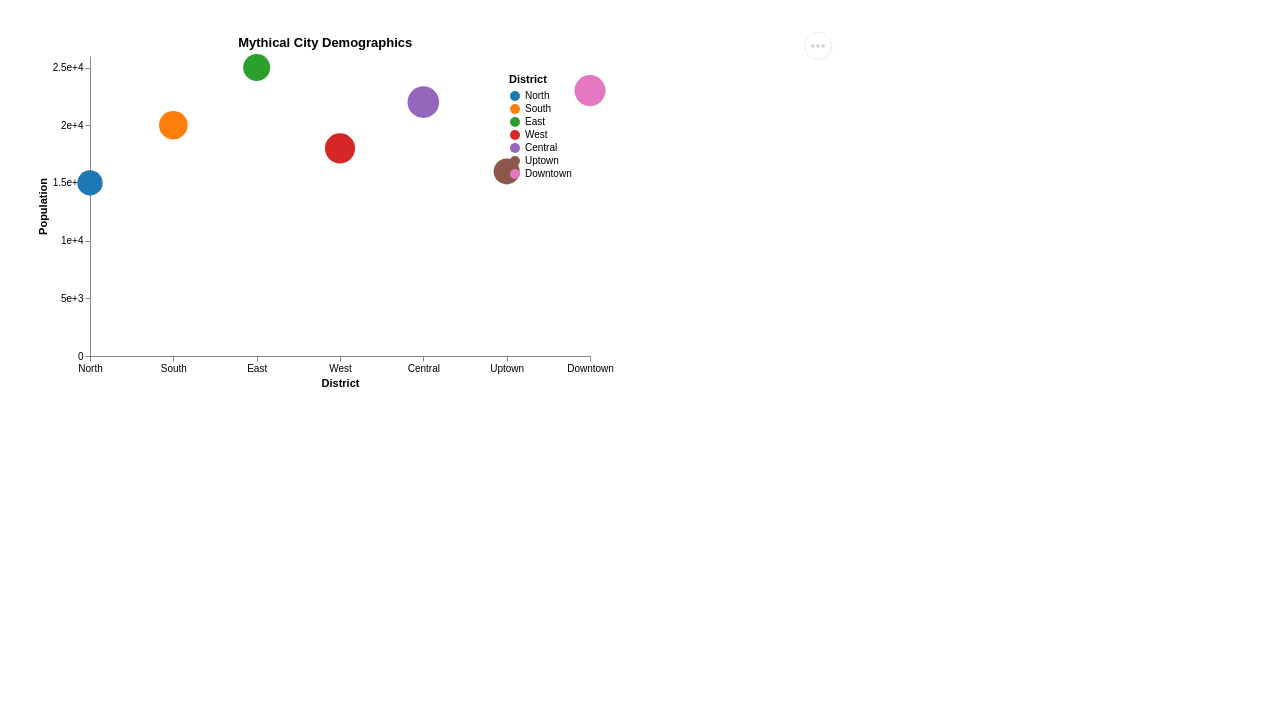 Mythical City Demographics
Population
2.5e+4
2e+4
1.5e+
1e+4
5e+3
0
North
South
East
West
Central
Uptown
Downtown
District
District
North
South
East
West
Central
Uptown
Downtown